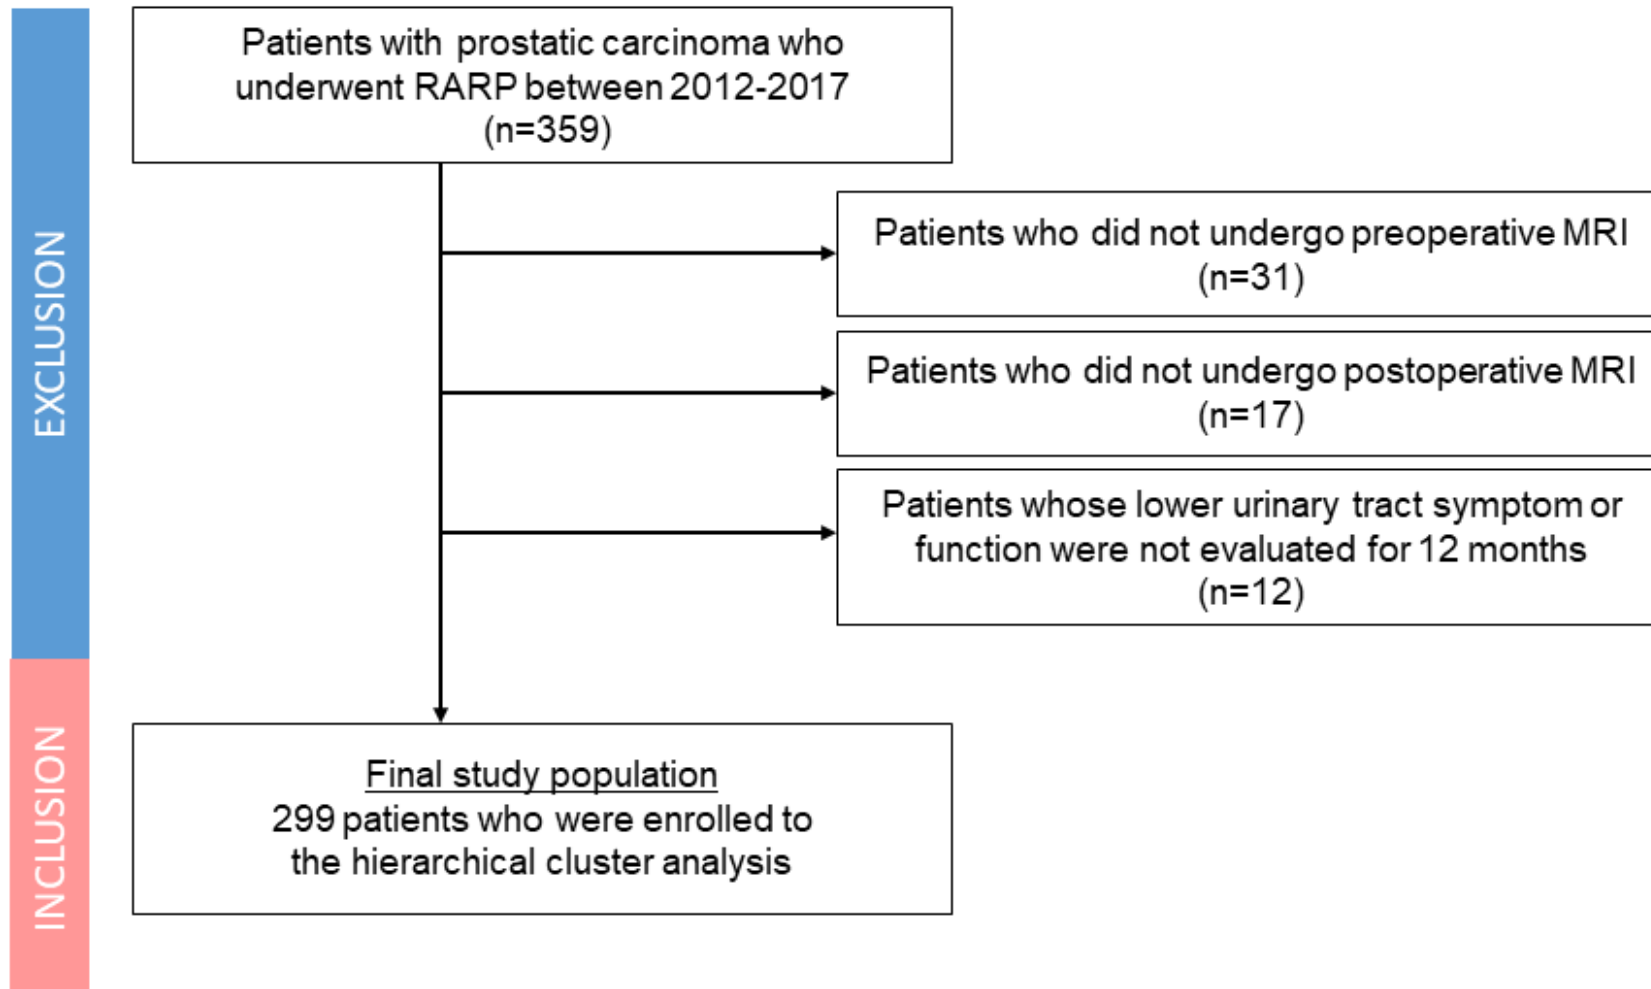 Patients with prostatic carcinoma who
underwent RARP between 2012-2017
(n=359)
EXCLUSION
Patients who did not undergo preoperative MRI
(n=31)
Patients who did not undergo postoperative MRI
(n=17)
Patients whose lower urinary tract symptom or
function were not evaluated for 12 months
(n=12)
INCLUSION
Final study population
299 patients who were enrolled to
the hierarchical cluster analysis